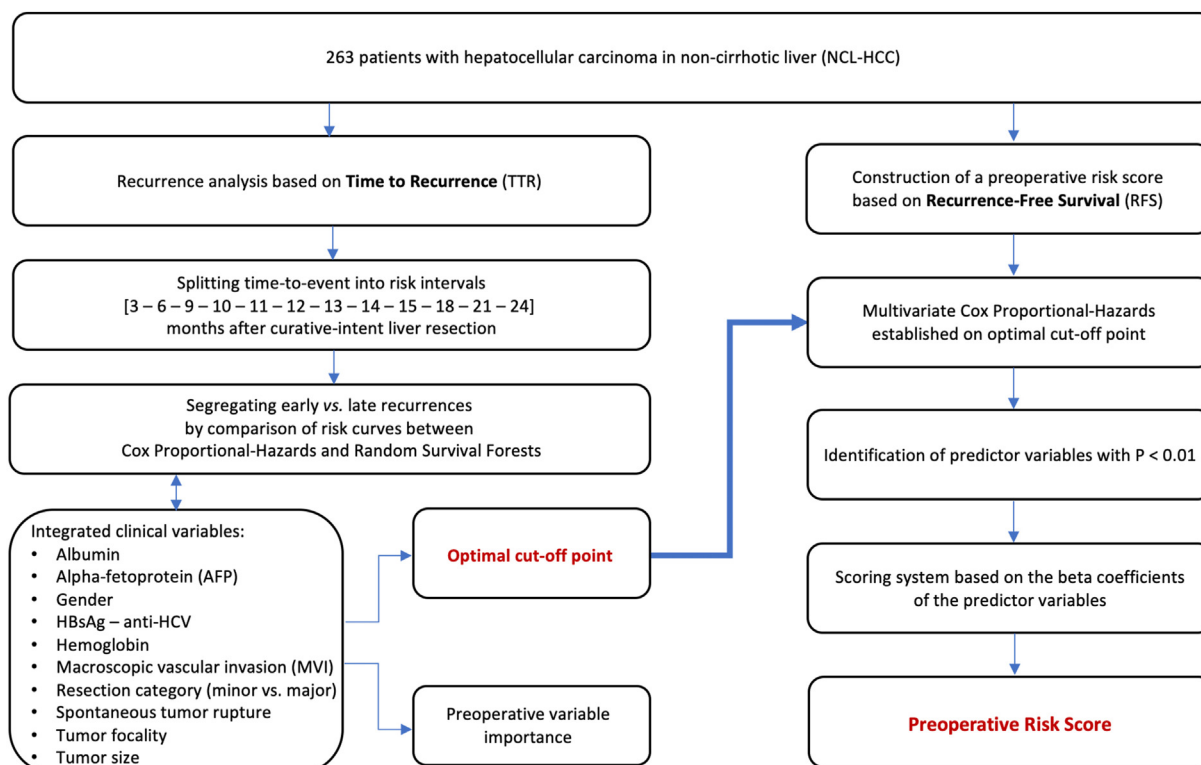 263 patients with hepatocellular carcinoma in non-cirrhotic liver (NCL-HCC)
Recurrence analysis based on Time to Recurrence (TTR)
Splitting time-to-event into risk intervals
[3 – 6 – 9 – 10 – 11 – 12 – 13 – 14 – 15 – 18 – 21 – 24]
months after curative-intent liver resection
Segregating early vs. late recurrences
by comparison of risk curves between
Cox Proportional-Hazards and Random Survival Forests
Integrated clinical variables:
• Albumin
• Alpha-fetoprotein (AFP)
• Gender
• HBsAg – anti-HCV
• Hemoglobin
• Macroscopic vascular invasion (MVI)
• Resection category (minor vs. major)
• Spontaneous tumor rupture
• Tumor focality
• Tumor size
Optimal cut-off point
Preoperative variable
importance
Construction of a preoperative risk score
based on Recurrence-Free Survival (RFS)
Multivariate Cox Proportional-Hazards
established on optimal cut-off point
Identification of predictor variables with P < 0.01
Scoring system based on the beta coefficients
of the predictor variables
Preoperative Risk Score